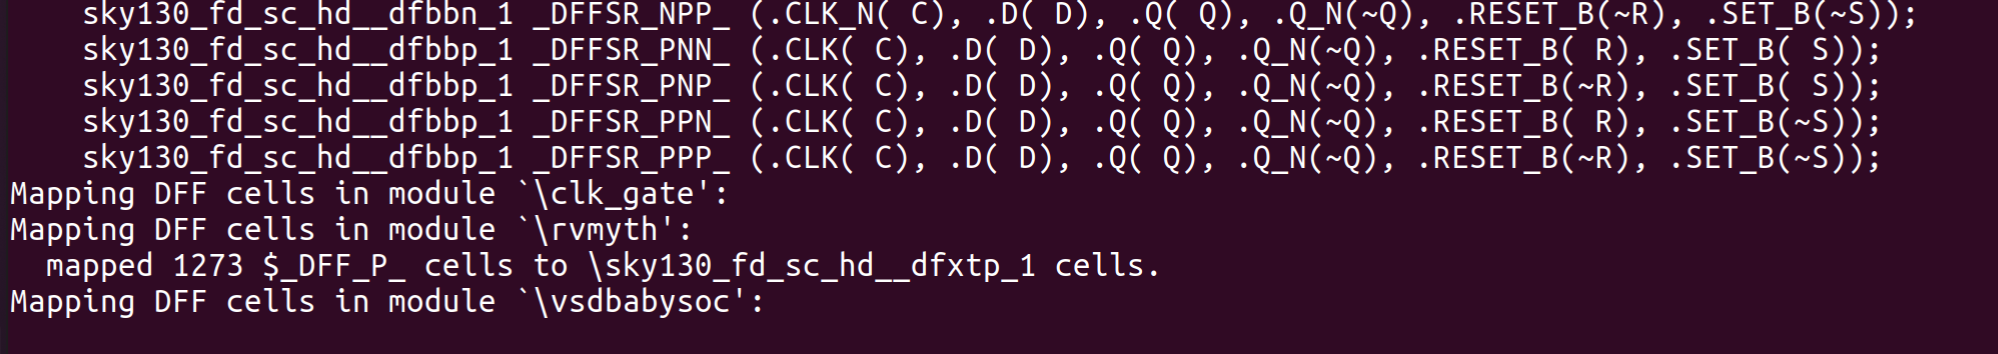 sky130_fd_sc_hd__dfbbn_1 _DFFSR_NPP_ (.CLK_N( C), .D( D), .Q( Q), .Q_N(~Q), .RESET_B(~R), .SET_B(~S));
sky130_fd_sc_hd__dfbbp_1 _DFFSR_PNN_ (.CLK( C), .D( D), .Q( Q), .Q_N(~Q), .RESET_B( R), .SET_B( S));
sky130_fd_sc_hd__dfbbp_1 _DFFSR_PNP_ (.CLK( C), .D( D), .Q( Q), .Q_N(~Q), .RESET_B(~R), .SET_B( S));
sky130_fd_sc_hd__dfbbp_1 _DFFSR_PPN_ (.CLK( C), .D( D), .Q( Q), .Q_N(~Q), .RESET_B( R), .SET_B(~S));
sky130_fd_sc_hd__dfbbp_1 _DFFSR_PPP_ (.CLK( C), .D( D), .Q( Q), .Q_N(~Q), .RESET_B(~R), .SET_B(~S));
Mapping DFF cells in module `\clk_gate':
Mapping DFF cells in module `\rvmyth':
mapped 1273 $_DFF_P_ cells to \sky130_fd_sc_hd__dfxtp_1 cells.
Mapping DFF cells in module `\vsdbabysoc':